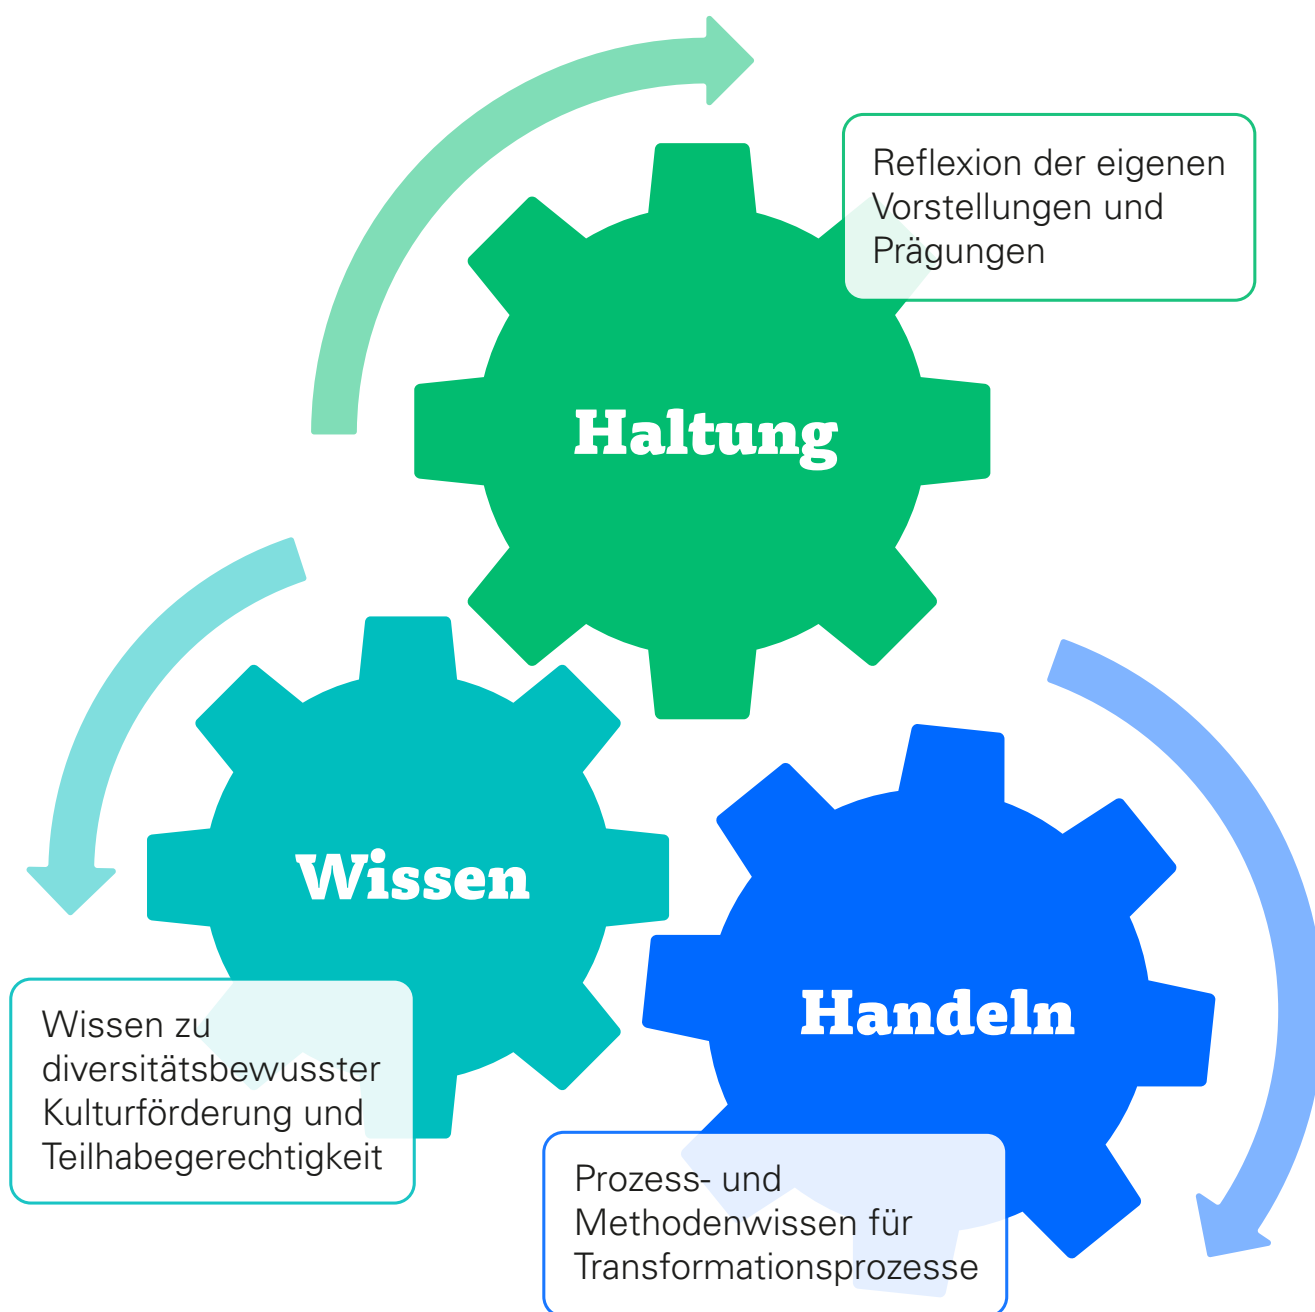 Reflexion der eigenen
Vorstellungen und
Prägungen
Haltung
Wissen
Wissen zu
diversitätsbewusster
Kulturförderung und
Teilhabegerechtigkeit
Handeln
Prozess- und
Methodenwissen für
Transformationsprozesse